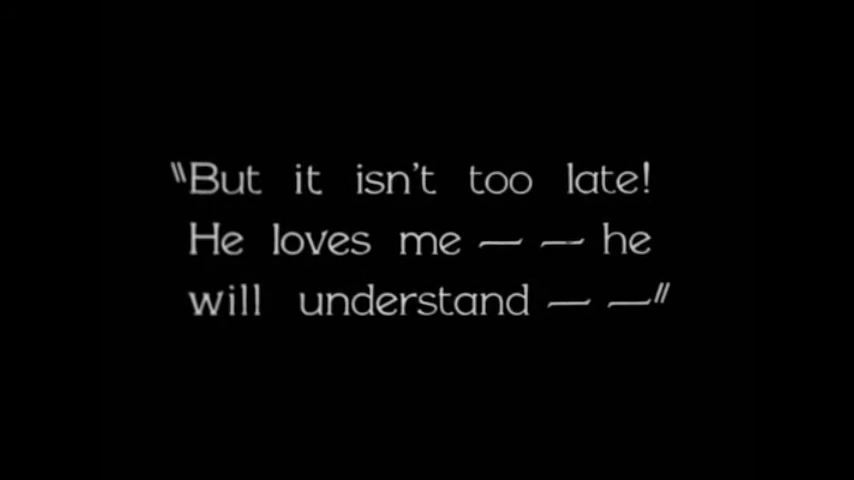 "But it isn't too late!
He loves me — — he
will understand — —"